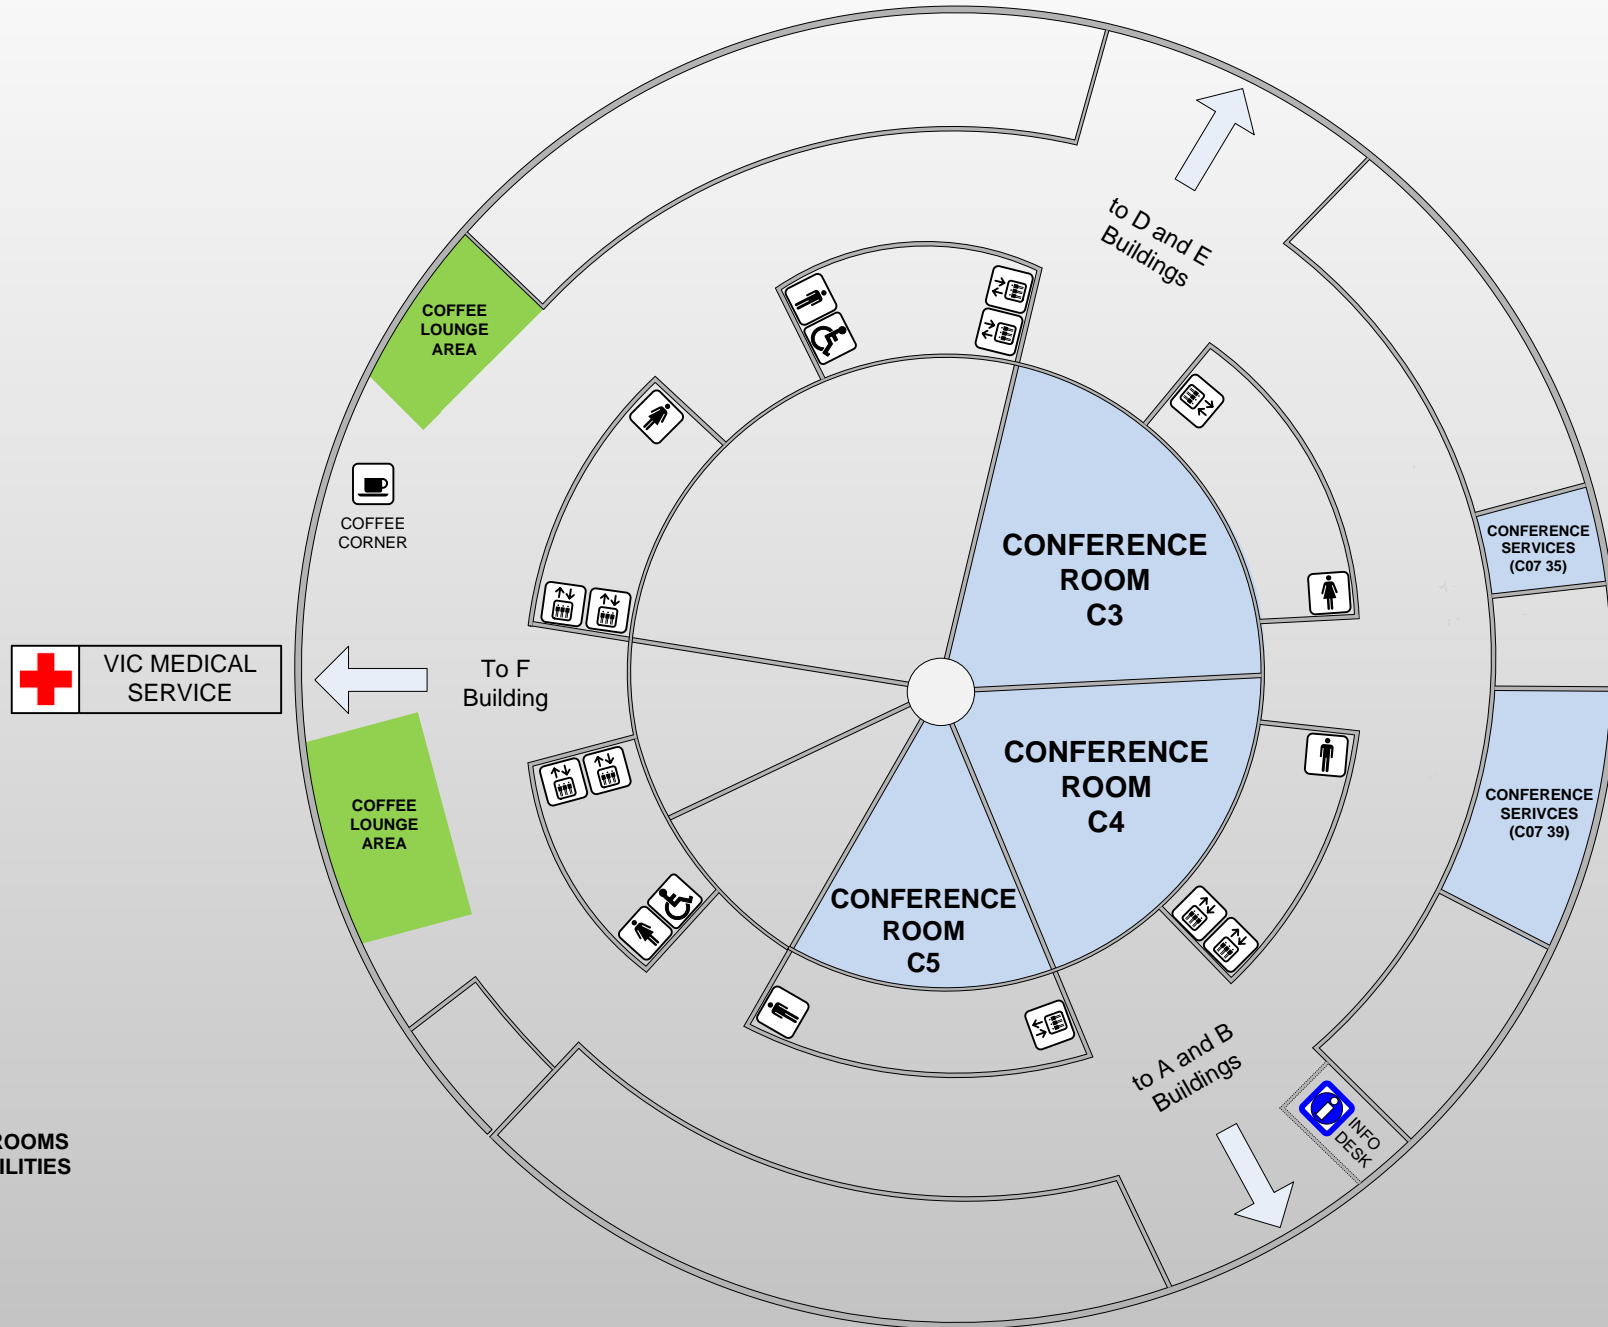 to D and E
Buildings
COFFEE
LOUNGE
AREA
COFFEE
CORNER
CONFERENCE
ROOM
C3
CONFERENCE
SERVICES
(C07 35)
VIC MEDICAL
SERVICE
To F
Building
CONFERENCE
ROOM
C4
CONFERENCE
SERIVCES
(C07 39)
COFFEE
LOUNGE
AREA
CONFERENCE
ROOM
C5
to A and B
Buildings
INFO
DESK
ROOMS
ILITIES